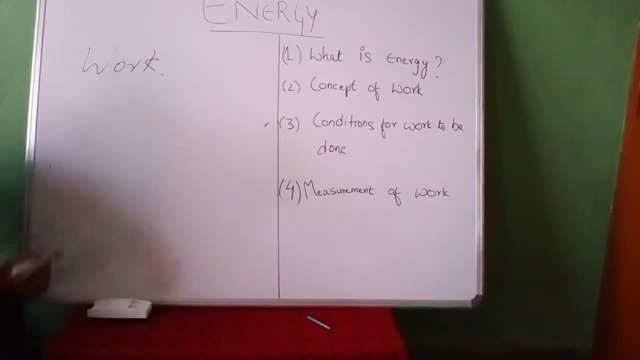 ENERGY
Work.
(1) What is Energy?
(2) Concept of work
(3) Conditions for work to be
done
(4) Measurement of work